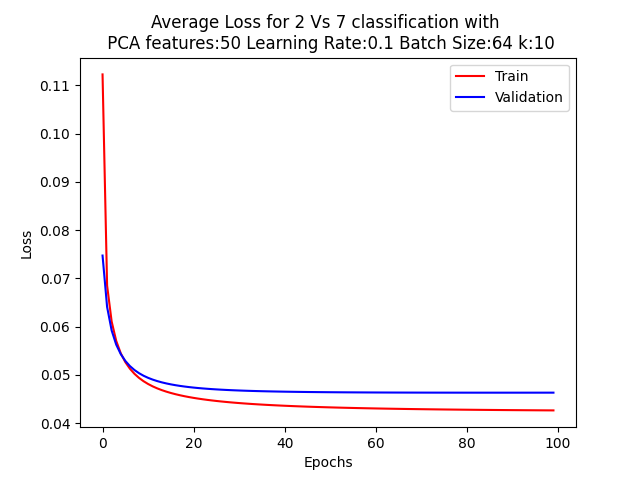 Average Loss for 2 Vs 7 classification with
PCA features:50 Learning Rate:0.1 Batch Size:64 k:10
Train
Validation
0.11
0.10
0.09
0.08
0.07
0.06
0.05
0.04
Loss
0 20 40 60 80 100
Epochs